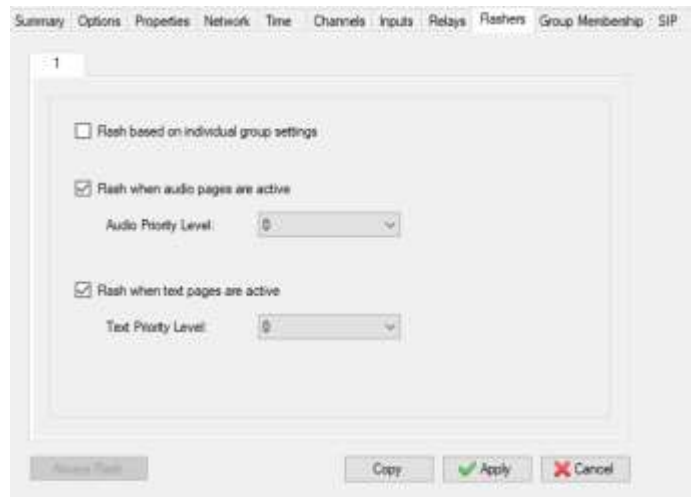 Summary Options Properties Network Time Channels Inputs Relays Flashers Group Membership SIP
1
Flash based on individual group settings
Flash when audio pages are active
Audio Priority Level: 0
Flash when text pages are active
Text Priority Level: 0
Copy Apply Cancel